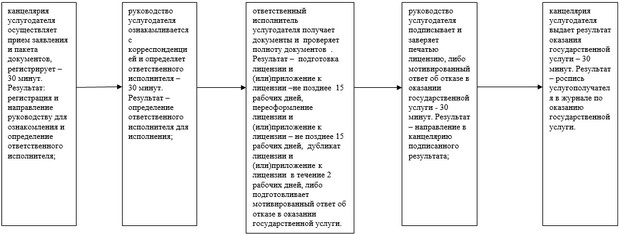 канцелярия
услугодателя
осуществляет
прием заявления
и пакета
документов,
регистрирует –
30 минут.
Результат:
регистрация и
направление
руководству для
ознакомления и
определение
ответственного
исполнителя;
руководство
услугодателя
ознакамливается
с
корреспонденци
ей и определяет
ответственного
исполнителя –
30 минут.
Результат –
определение
ответственного
исполнителя для
исполнения;
ответственный
исполнитель
услугодателя получает
документы и проверяет
полноту документов .
Результат – подготовка
лицензии и
(или)приложение к
лицензии –не позднее 15
рабочих дней,
переоформление
лицензии и
(или)приложение к
лицензии – не позднее 15
рабочих дней, дубликат
лицензии и
(или)приложение к
лицензии в течение 2
рабочих дней, либо
подготовливает
мотивированный ответ об
отказе в оказании
государственной услуги.
руководство
услугодателя
подписывает и
заверяет
печатью
лицензию, либо
мотивированный
ответ об отказе в
оказании
государственной
услуги - 30
минут. Результат
– направление в
канцелярию
подписанного
результата;
канцелярия
услугодателя
выдает результат
оказания
государственной
услуги – 30
минут. Результат
– роспись
услугополучател
я в журнале по
оказанию
государственной
услуги.